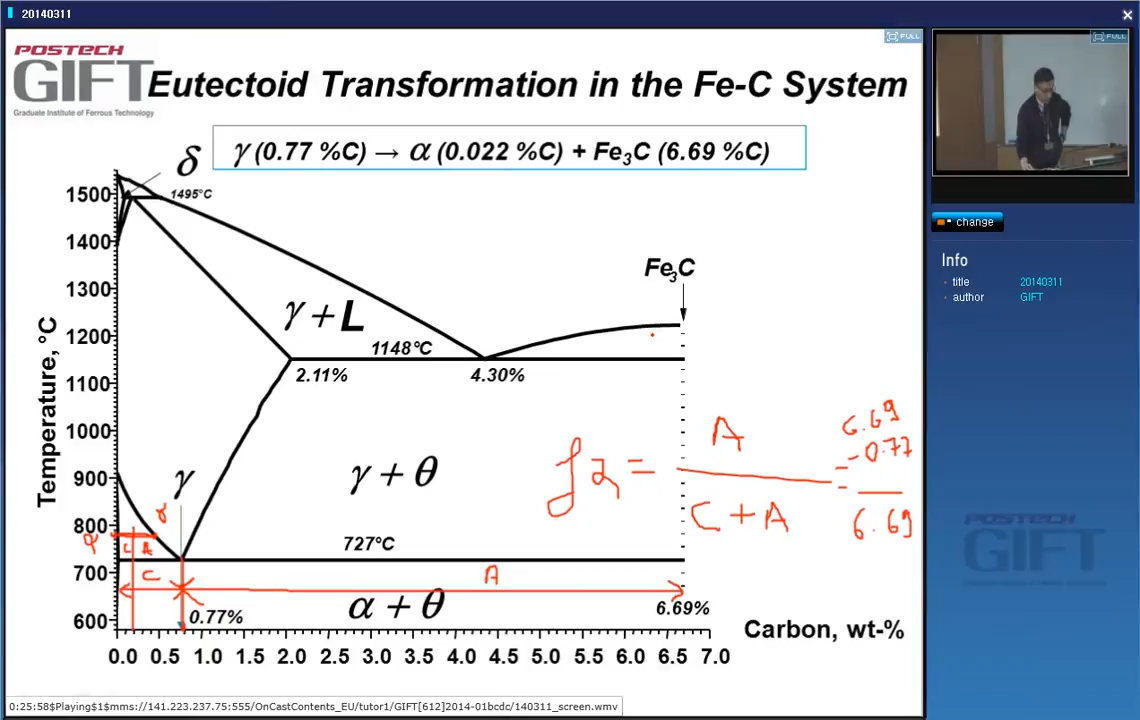 20140311
FULL
POSTECH
GIFT
Graduate Institute of Ferrous Technology
Eutectoid Transformation in the Fe-C System
γ (0.77 %C) → α (0.022 %C) + Fe₃C (6.69 %C)
δ
1500
1495°C
1400
1300
1200
1100
1000
900
800
700
600
Temperature, °C
Fe₃C
γ + L
1148°C
2.11%
4.30%
γ
γ + θ
727°C
α + θ
0.77%
6.69%
0.0 0.5 1.0 1.5 2.0 2.5 3.0 3.5 4.0 4.5 5.0 5.5 6.0 6.5 7.0
Carbon, wt-%
α
γ
C A
C
A
fα = A / C + A = 6.69 - 0.77 / 6.69
FULL
change
Info
title 20140311
author GIFT
POSTECH
GIFT
0:25:58$Playing$1$mms://141.223.237.75:555/OnCastContents_EU/tutor1/GIFT[612]2014-01bcdc/140311_screen.wmv